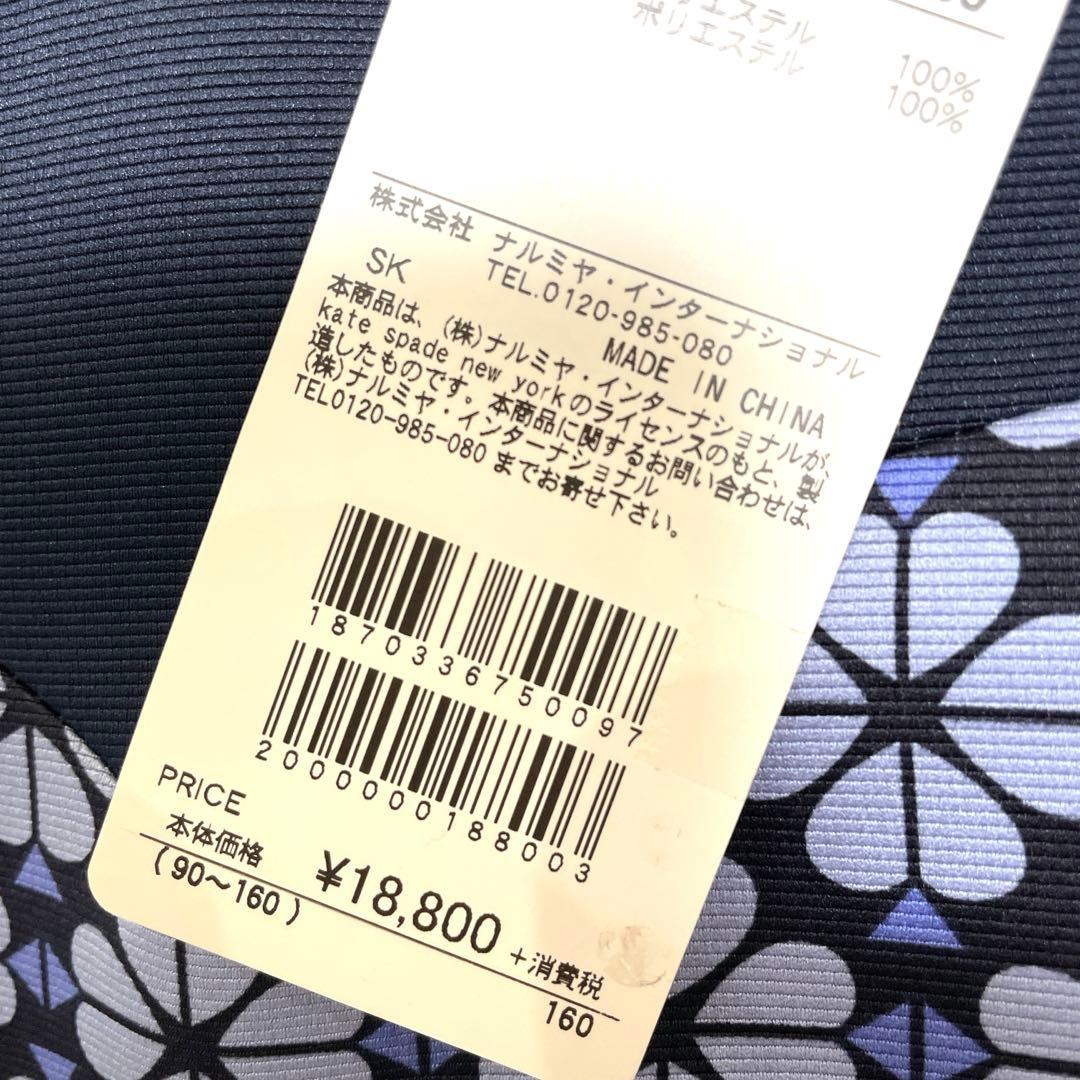 ポリエステル 100%
ポリエステル 100%
株式会社 ナルミヤ・インターナショナル
TEL.0120-985-080
SK MADE IN CHINA
本商品は、(株)ナルミヤ・インターナショナルが、
kate spade new yorkのライセンスのもと、製
造したものです。本商品に関するお問い合わせは、
(株)ナルミヤ・インターナショナル
TEL0120-985-080 までお寄せ下さい。
1870336750097
2000000188003
PRICE
本体価格 ¥18,800 +消費税
(90〜160) 160